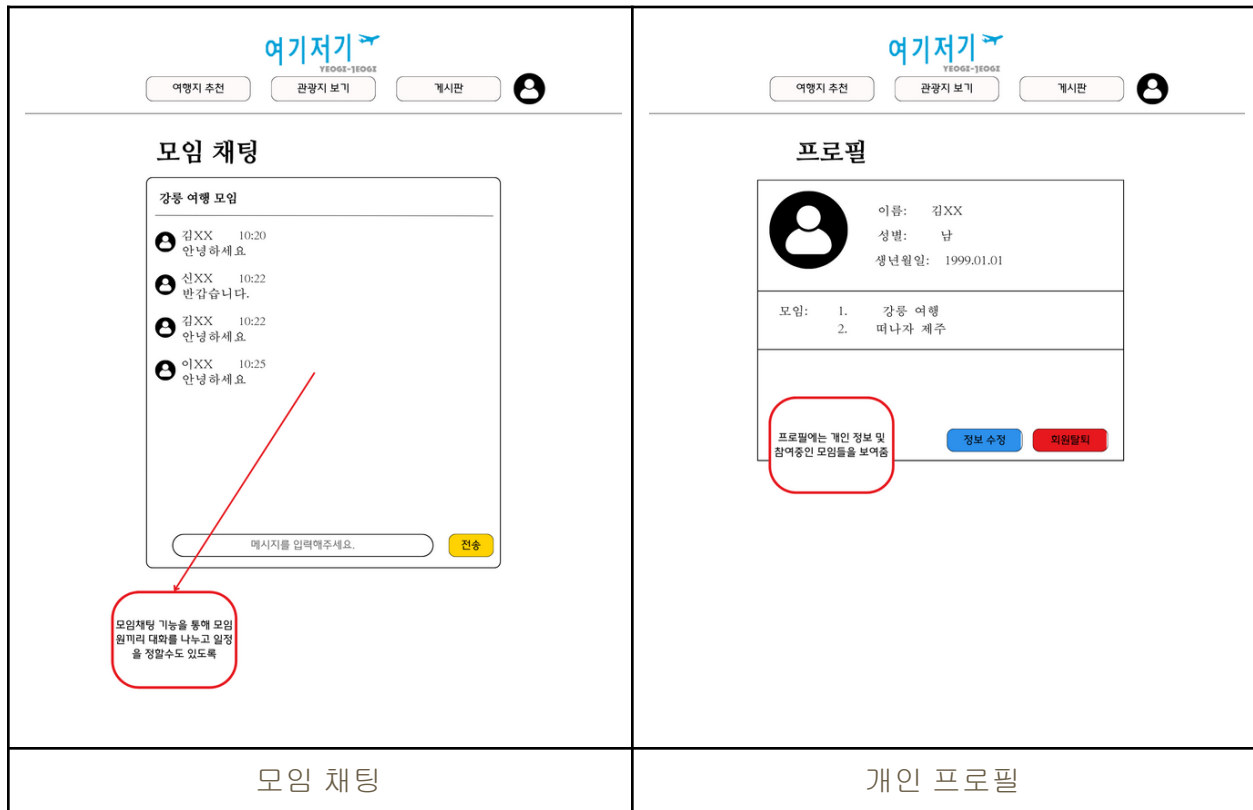 여기저기
YEOGI-JEOGI
여행지 추천
관광지 보기
게시판
모임 채팅
강릉 여행 모임
김XX 10:20
안녕하세요
신XX 10:22
반갑습니다.
김XX 10:22
안녕하세요
이XX 10:25
안녕하세요
메시지를 입력해주세요.
전송
모임채팅 기능을 통해 모임
원끼리 대화를 나누고 일정
을 정할수도 있도록
모임 채팅
여기저기
YEOGI-JEOGI
여행지 추천
관광지 보기
게시판
프로필
이름: 김XX
성별: 남
생년월일: 1999.01.01
모임: 1. 강릉 여행
2. 떠나자 제주
프로필에는 개인 정보 및
참여중인 모임들을 보여줌
정보 수정
회원탈퇴
개인 프로필